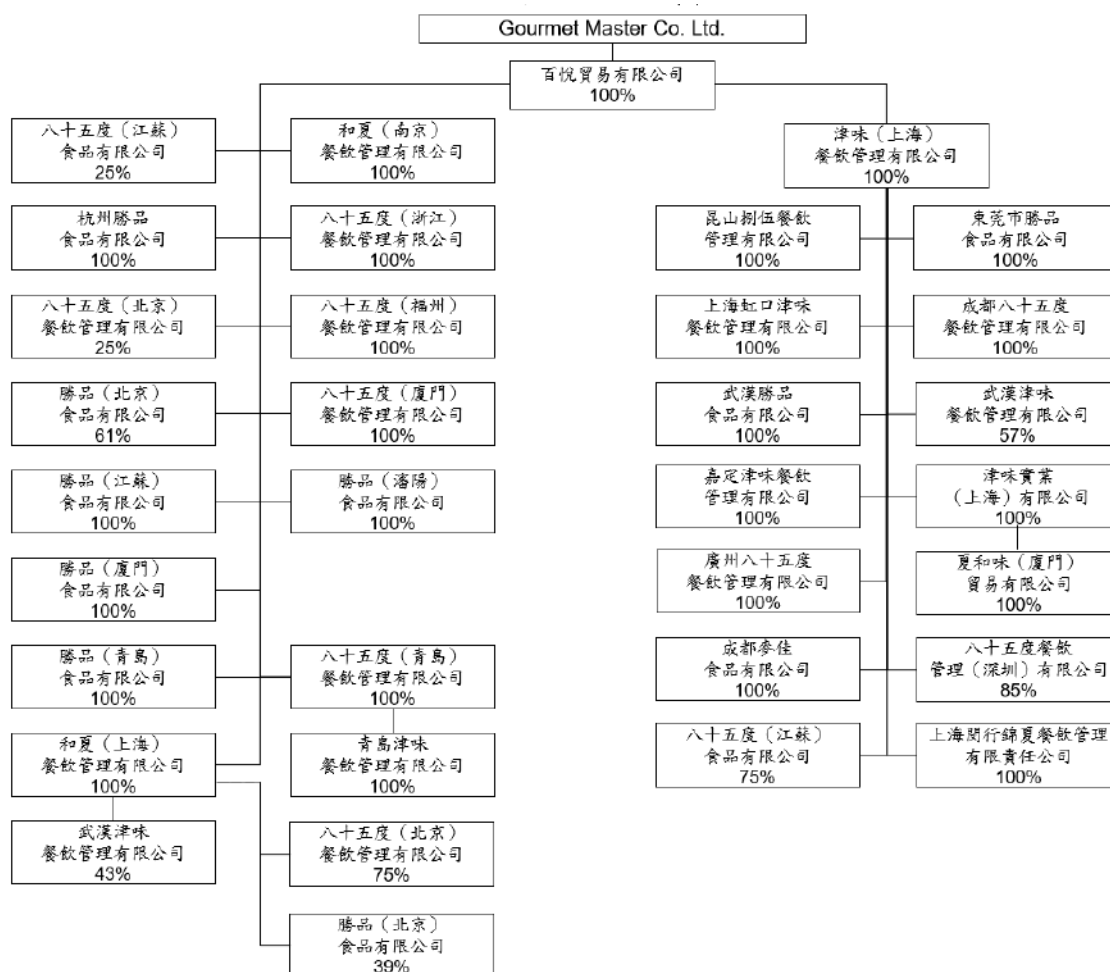 Gourmet Master Co. Ltd.
百悅貿易有限公司
100%
八十五度（江蘇）
食品有限公司
25%
和夏（南京）
餐飲管理有限公司
100%
津味（上海）
餐飲管理有限公司
100%
杭州勝品
食品有限公司
100%
八十五度（浙江）
餐飲管理有限公司
100%
昆山捌伍餐飲
管理有限公司
100%
東莞市勝品
食品有限公司
100%
八十五度（北京）
餐飲管理有限公司
25%
八十五度（福州）
餐飲管理有限公司
100%
上海虹口津味
餐飲管理有限公司
100%
成都八十五度
餐飲管理有限公司
100%
勝品（北京）
食品有限公司
61%
八十五度（廈門）
餐飲管理有限公司
100%
武漢勝品
食品有限公司
100%
武漢津味
餐飲管理有限公司
57%
勝品（江蘇）
食品有限公司
100%
勝品（瀋陽）
食品有限公司
100%
嘉定津味餐飲
管理有限公司
100%
津味實業
（上海）有限公司
100%
勝品（廈門）
食品有限公司
100%
廣州八十五度
餐飲管理有限公司
100%
夏和味（廈門）
貿易有限公司
100%
勝品（青島）
食品有限公司
100%
八十五度（青島）
餐飲管理有限公司
100%
成都麥佳
食品有限公司
100%
八十五度餐飲
管理（深圳）有限公司
85%
和夏（上海）
餐飲管理有限公司
100%
青島津味
餐飲管理有限公司
100%
八十五度（江蘇）
食品有限公司
75%
上海閔行錦夏餐飲管理
有限責任公司
100%
武漢津味
餐飲管理有限公司
43%
八十五度（北京）
餐飲管理有限公司
75%
勝品（北京）
食品有限公司
39%